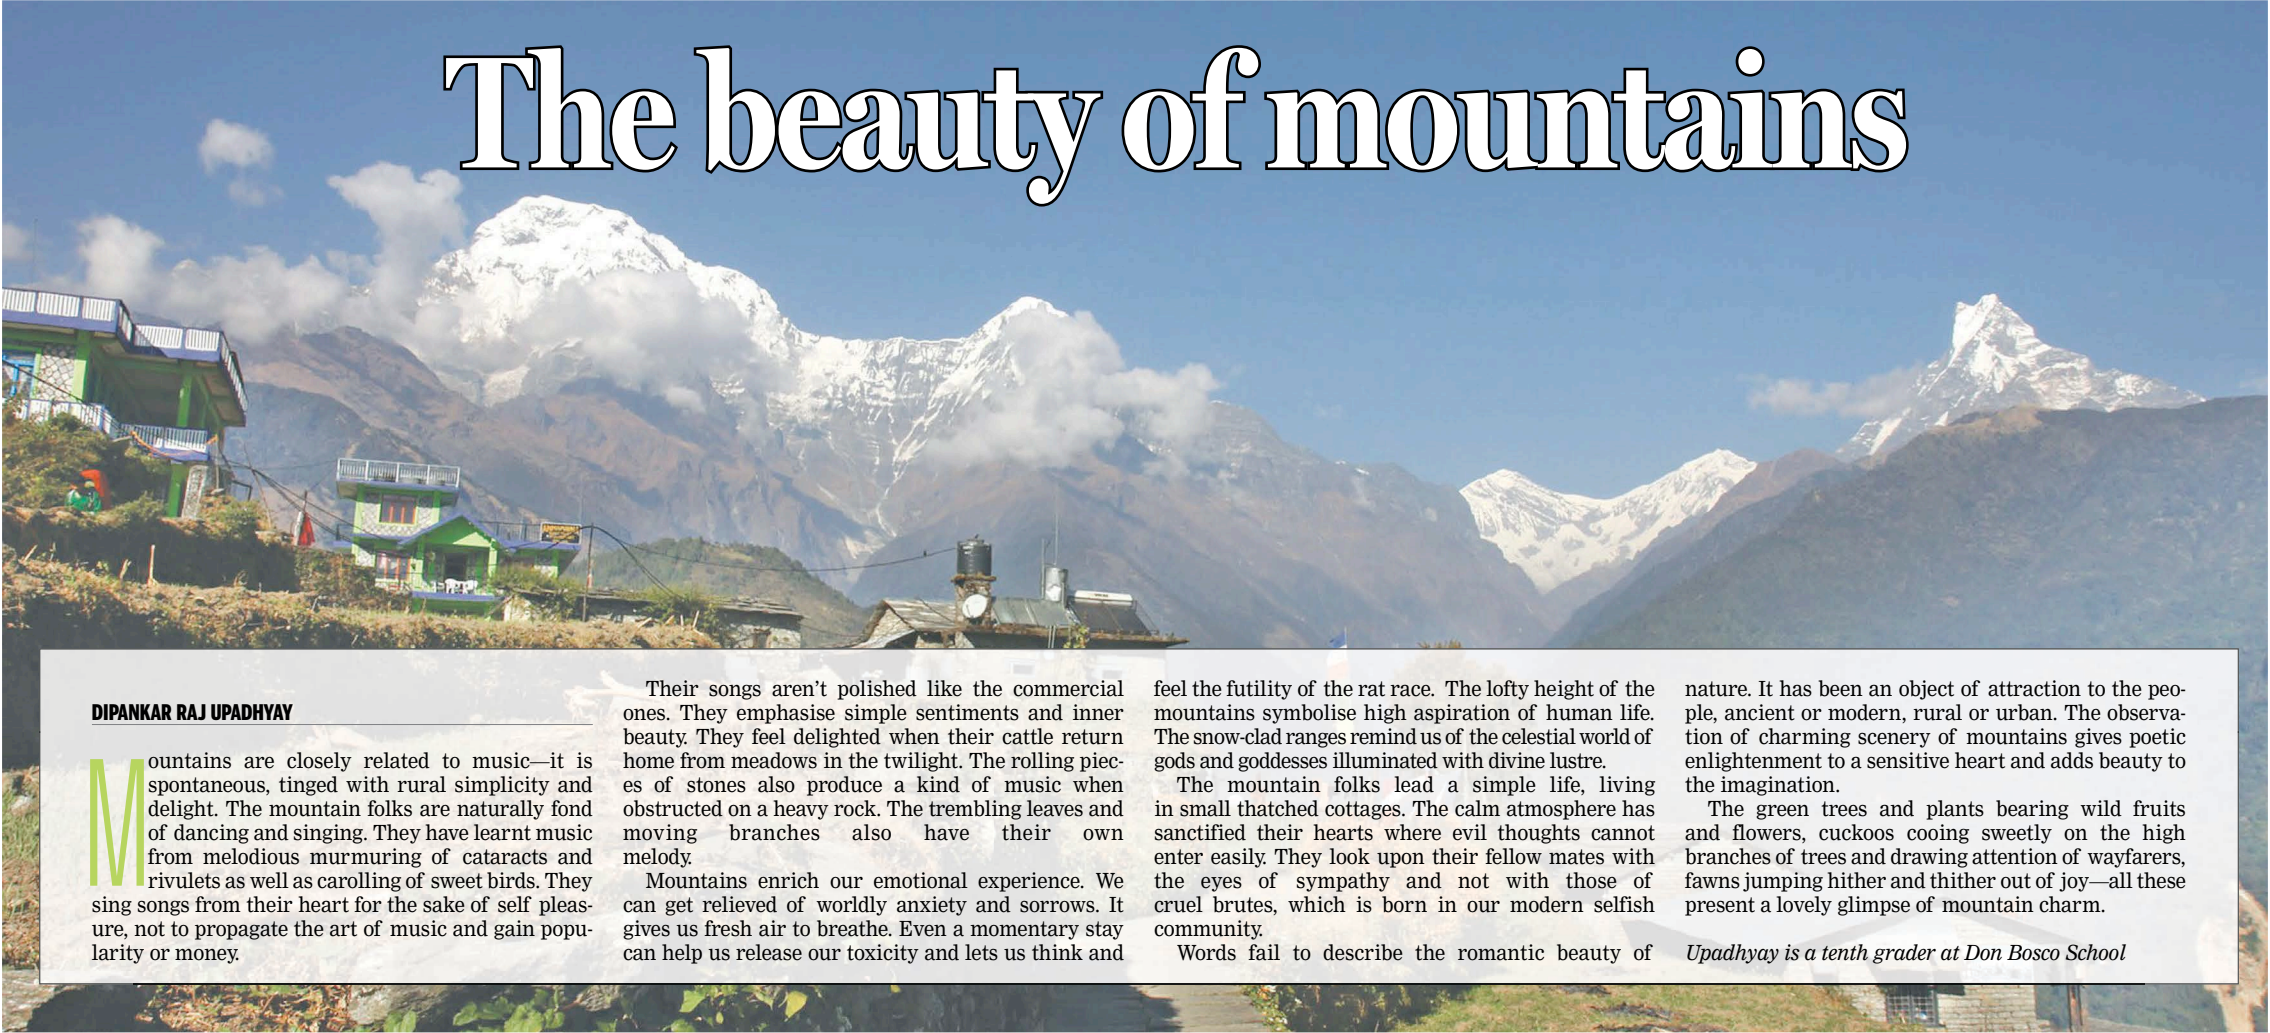 The beauty of mountains
DIPANKAR RAJ UPADHYAY
Mountains are closely related to music—it is
spontaneous, tinged with rural simplicity and
delight. The mountain folks are naturally fond
of dancing and singing. They have learnt music
from melodious murmuring of cataracts and
rivulets as well as carolling of sweet birds. They
sing songs from their heart for the sake of self pleas-
ure, not to propagate the art of music and gain popu-
larity or money.
Their songs aren't polished like the commercial
ones. They emphasise simple sentiments and inner
beauty. They feel delighted when their cattle return
home from meadows in the twilight. The rolling piec-
es of stones also produce a kind of music when
obstructed on a heavy rock. The trembling leaves and
moving branches also have their own
melody.
Mountains enrich our emotional experience. We
can get relieved of worldly anxiety and sorrows. It
gives us fresh air to breathe. Even a momentary stay
can help us release our toxicity and lets us think and
feel the futility of the rat race. The lofty height of the
mountains symbolise high aspiration of human life.
The snow-clad ranges remind us of the celestial world of
gods and goddesses illuminated with divine lustre.
The mountain folks lead a simple life, living
in small thatched cottages. The calm atmosphere has
sanctified their hearts where evil thoughts cannot
enter easily. They look upon their fellow mates with
the eyes of sympathy and not with those of
cruel brutes, which is born in our modern selfish
community.
Words fail to describe the romantic beauty of
nature. It has been an object of attraction to the peo-
ple, ancient or modern, rural or urban. The observa-
tion of charming scenery of mountains gives poetic
enlightenment to a sensitive heart and adds beauty to
the imagination.
The green trees and plants bearing wild fruits
and flowers, cuckoos cooing sweetly on the high
branches of trees and drawing attention of wayfarers,
fawns jumping hither and thither out of joy—all these
present a lovely glimpse of mountain charm.
Upadhyay is a tenth grader at Don Bosco School